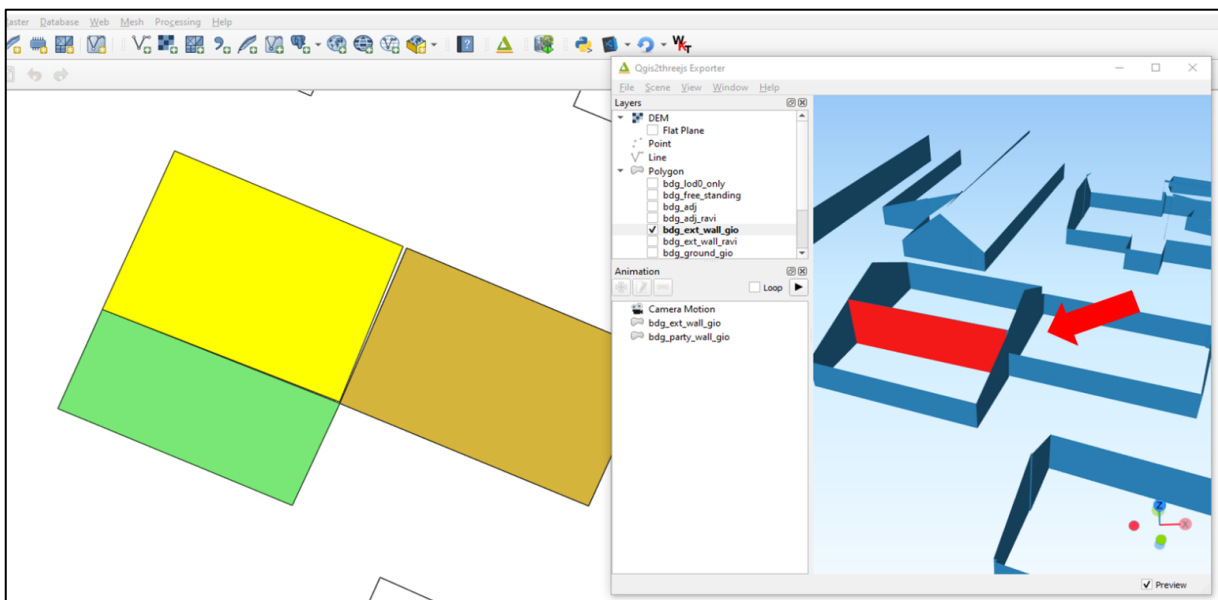 aster Database Web Mesh Processing Help
WKT
Qgis2threejs Exporter
File Scene View Window Help
Layers
DEM
Flat Plane
Point
Line
Polygon
bdg_lod0_only
bdg_free_standing
bdg_adj
bdg_adj_ravi
bdg_ext_wall_gio
bdg_ext_wall_ravi
bdg_ground_gio
Animation
Loop
Camera Motion
bdg_ext_wall_gio
bdg_party_wall_gio
Z
X
Preview